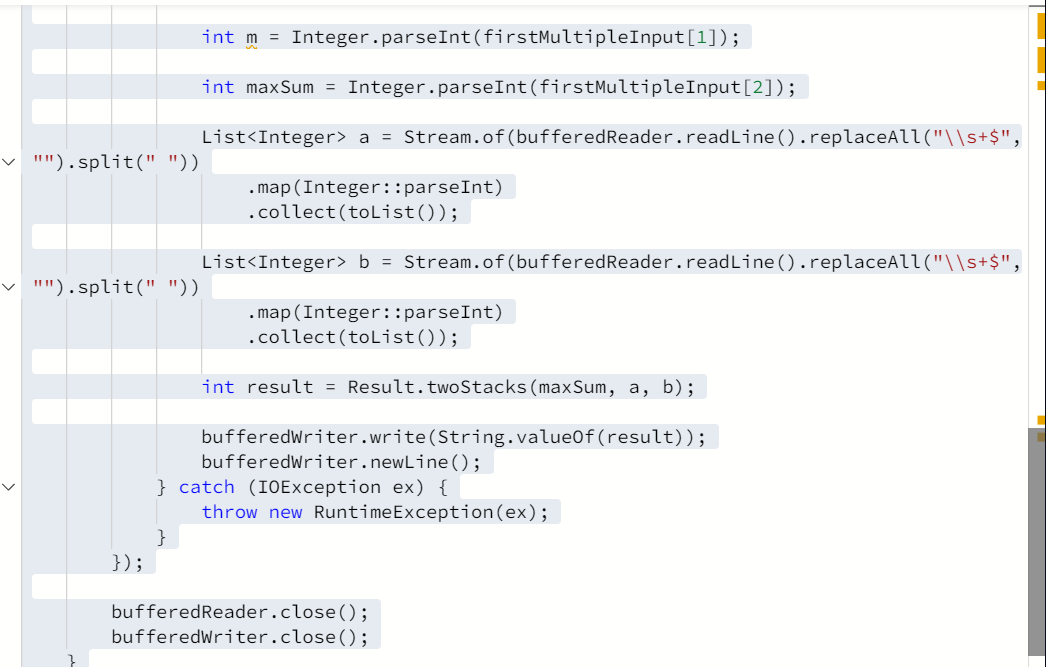 int m = Integer.parseInt(firstMultipleInput[1]);
int maxSum = Integer.parseInt(firstMultipleInput[2]);
List<Integer> a = Stream.of(bufferedReader.readLine().replaceAll("\\s+$",
"").split(" "))
.map(Integer::parseInt)
.collect(toList());
List<Integer> b = Stream.of(bufferedReader.readLine().replaceAll("\\s+$",
"").split(" "))
.map(Integer::parseInt)
.collect(toList());
int result = Result.twoStacks(maxSum, a, b);
bufferedWriter.write(String.valueOf(result));
bufferedWriter.newLine();
} catch (IOException ex) {
throw new RuntimeException(ex);
}
});
bufferedReader.close();
bufferedWriter.close();
}